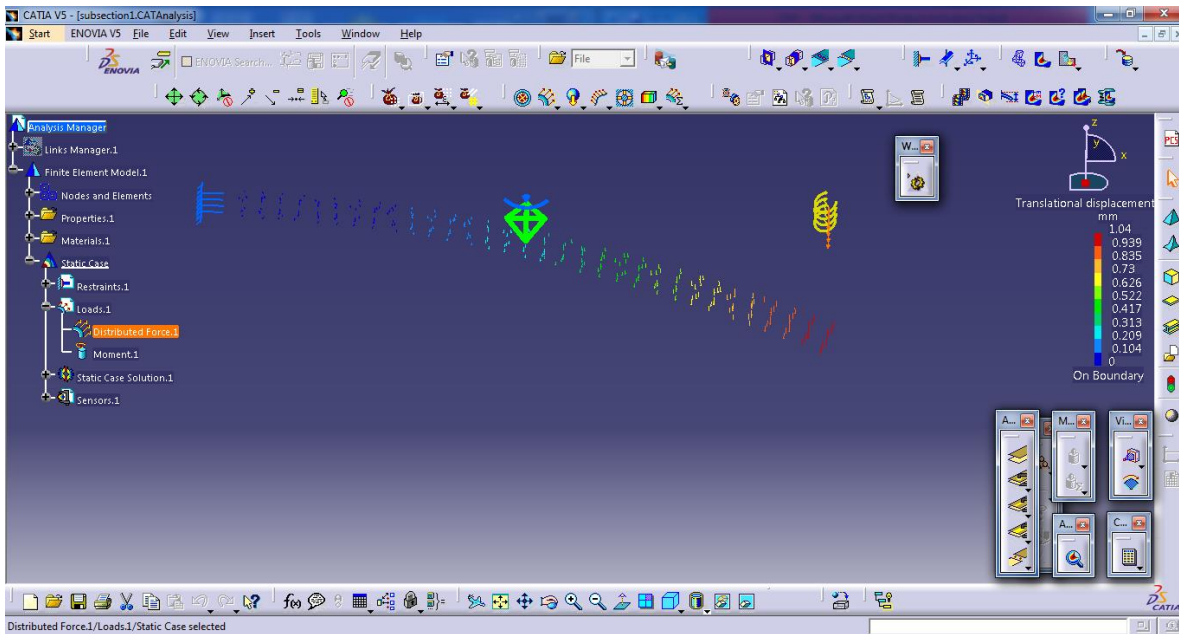 CATIA V5 - [subsection1.CATAnalysis]
Start ENOVIA V5 File Edit View Insert Tools Window Help
DS ENOVIA ENOVIA Search... File
Analysis Manager
Links Manager.1
Finite Element Model.1
Nodes and Elements
Properties.1
Materials.1
Static Case
Restraints.1
Loads.1
Distributed Force.1
Moment.1
Static Case Solution.1
Sensors.1
W...
z
y
x
PCS
Translational displacement
mm
1.04
0.939
0.835
0.73
0.626
0.522
0.417
0.313
0.209
0.104
0
On Boundary
A... M... Vi...
A... C...
f(x)
DS CATIA
Distributed Force.1/Loads.1/Static Case selected